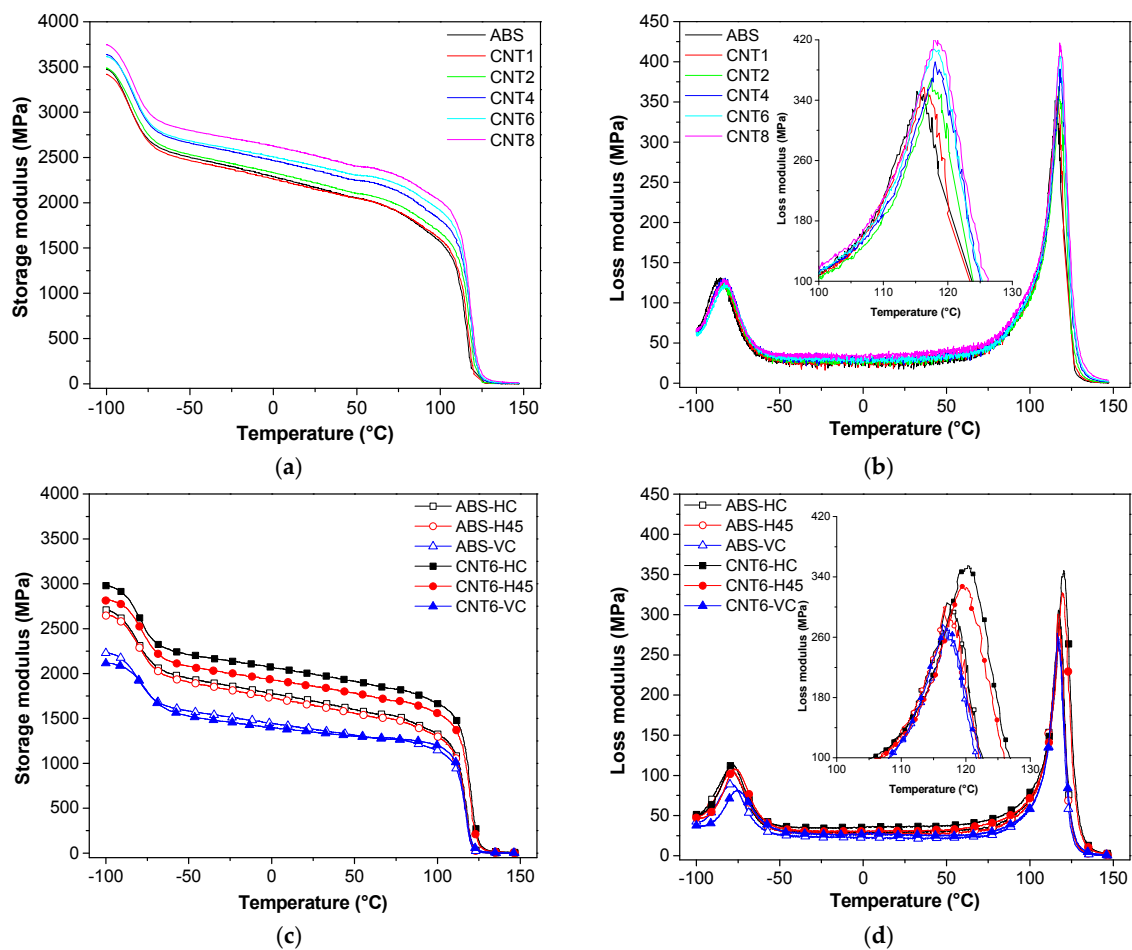 4000
3500
3000
2500
2000
1500
1000
500
0
Storage modulus (MPa)
ABS
CNT1
CNT2
CNT4
CNT6
CNT8
-100 -50 0 50 100 150
Temperature (°C)
(a)
450
400
350
300
250
200
150
100
50
0
Loss modulus (MPa)
ABS
CNT1
CNT2
CNT4
CNT6
CNT8
420
340
260
180
100
Loss modulus (MPa)
100 110 120 130
Temperature (°C)
-100 -50 0 50 100 150
Temperature (°C)
(b)
4000
3500
3000
2500
2000
1500
1000
500
0
Storage modulus (MPa)
ABS-HC
ABS-H45
ABS-VC
CNT6-HC
CNT6-H45
CNT6-VC
-100 -50 0 50 100 150
Temperature (°C)
(c)
450
400
350
300
250
200
150
100
50
0
Loss modulus (MPa)
ABS-HC
ABS-H45
ABS-VC
CNT6-HC
CNT6-H45
CNT6-VC
420
340
260
180
100
Loss modulus (MPa)
100 110 120 130
Temperature (°C)
-100 -50 0 50 100 150
Temperature (°C)
(d)